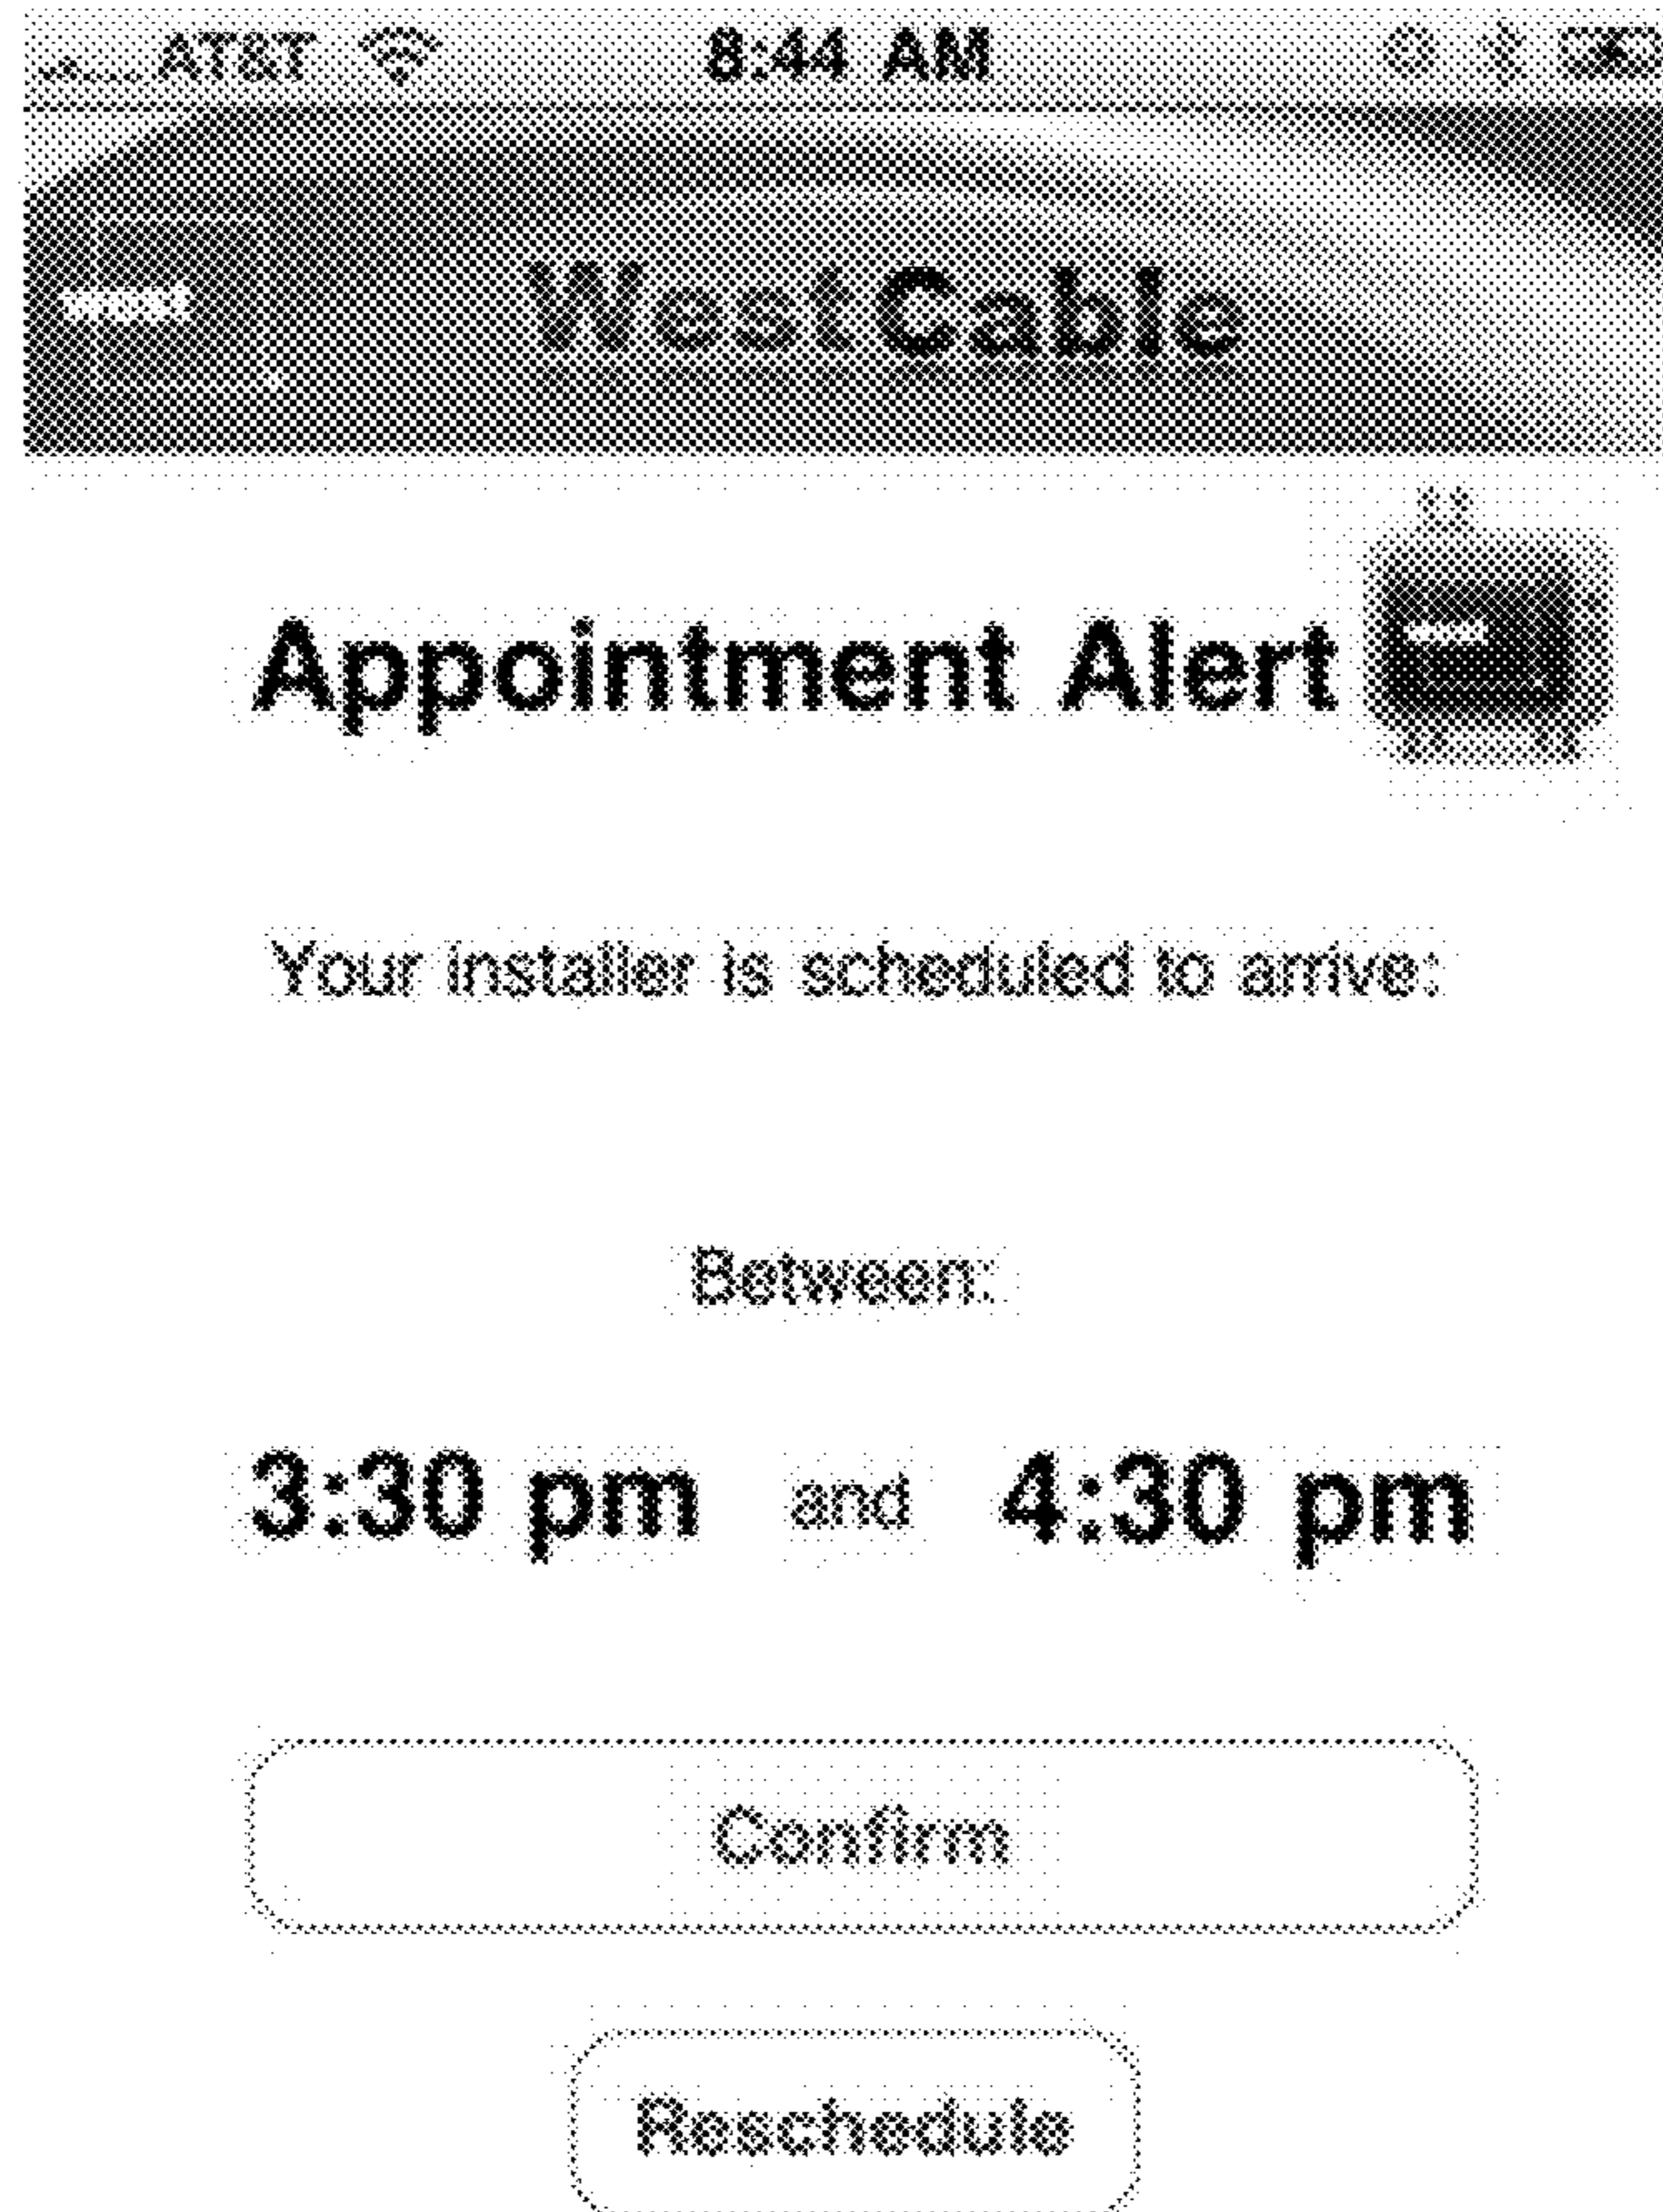 AT&T 8:44 AM
WestCable
Appointment Alert
Your installer is scheduled to arrive:
Between:
3:30 pm and 4:30 pm
Confirm
Reschedule